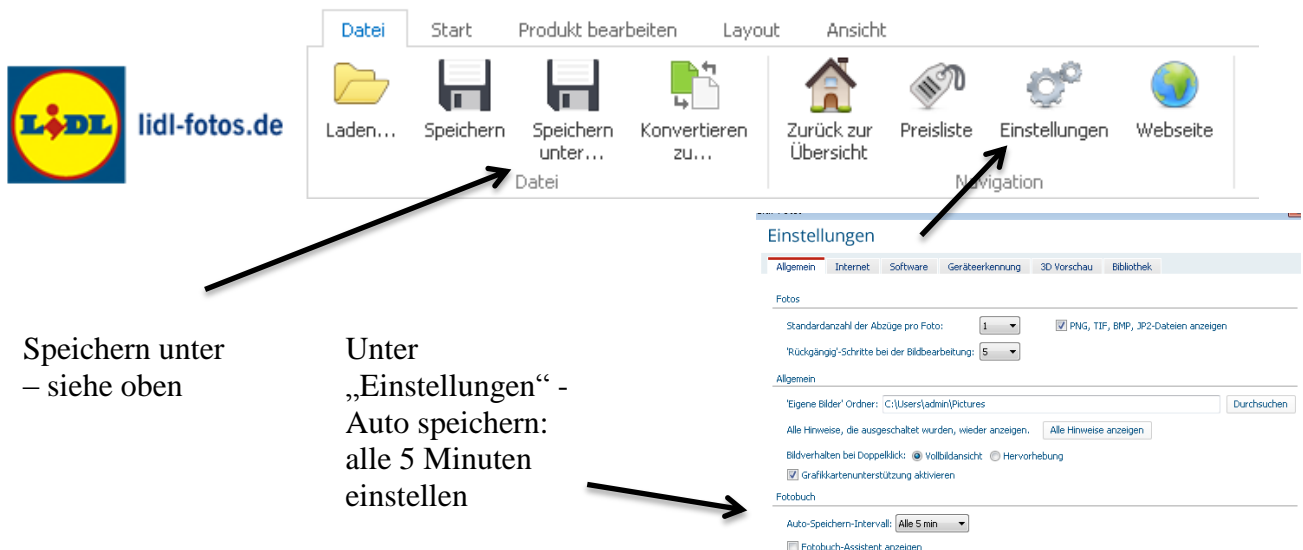 Datei Start Produkt bearbeiten Layout Ansicht
LIDL lidl-fotos.de
Laden... Speichern Speichern unter... Konvertieren zu... Zurück zur Übersicht Preisliste Einstellungen Webseite
Datei Navigation
Einstellungen
Allgemein Internet Software Geräteerkennung 3D Vorschau Bibliothek
Fotos
Standardanzahl der Abzüge pro Foto: 1 PNG, TIF, BMP, JP2-Dateien anzeigen
'Rückgängig'-Schritte bei der Bildbearbeitung: 5
Allgemein
'Eigene Bilder' Ordner: C:\Users\admin\Pictures Durchsuchen
Alle Hinweise, die ausgeschaltet wurden, wieder anzeigen. Alle Hinweise anzeigen
Bildverhalten bei Doppelklick: Vollbildansicht Hervorhebung
Grafikkartenunterstützung aktivieren
Fotobuch
Auto-Speichern-Intervall: Alle 5 min
Fotobuch-Assistent anzeigen
Speichern unter
– siehe oben
Unter
„Einstellungen“ -
Auto speichern:
alle 5 Minuten
einstellen